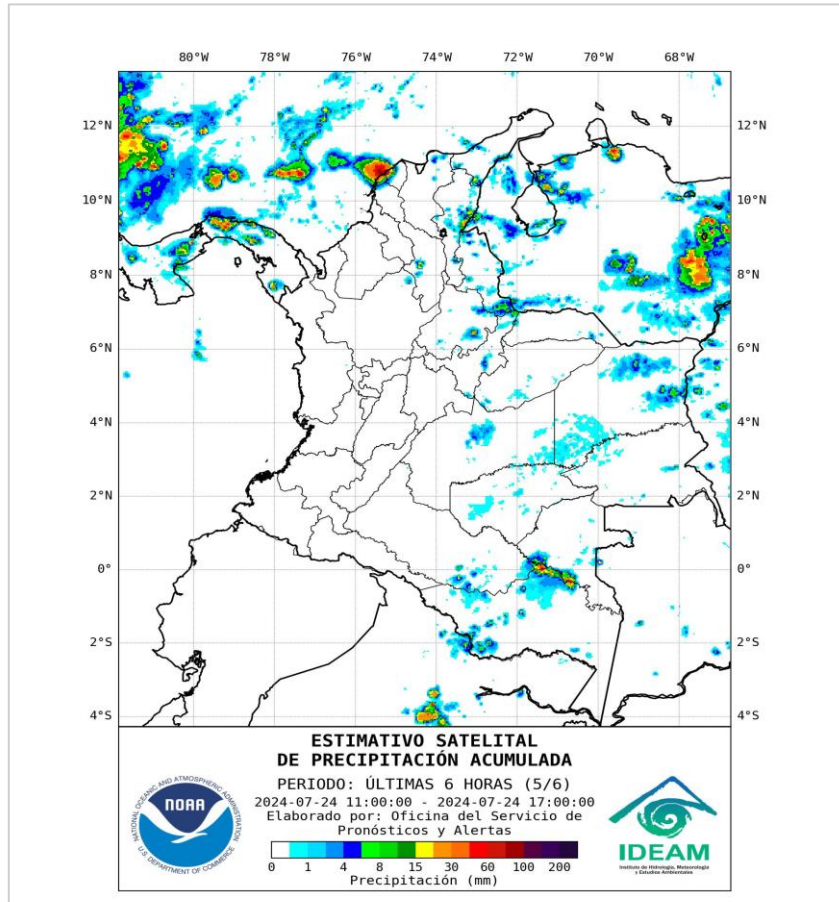 80°W 78°W 76°W 74°W 72°W 70°W 68°W
12°N 12°N
10°N 10°N
8°N 8°N
6°N 6°N
4°N 4°N
2°N 2°N
0° 0°
2°S 2°S
4°S 4°S
ESTIMATIVO SATELITAL
DE PRECIPITACIÓN ACUMULADA
PERIODO: ÚLTIMAS 6 HORAS (5/6)
2024-07-24 11:00:00 - 2024-07-24 17:00:00
Elaborado por: Oficina del Servicio de
Pronósticos y Alertas
0 1 4 8 15 30 60 100 200
Precipitación (mm)
NATIONAL OCEANIC AND ATMOSPHERIC ADMINISTRATION
NOAA
U.S. DEPARTMENT OF COMMERCE
IDEAM
Instituto de Hidrología, Meteorología
y Estudios Ambientales